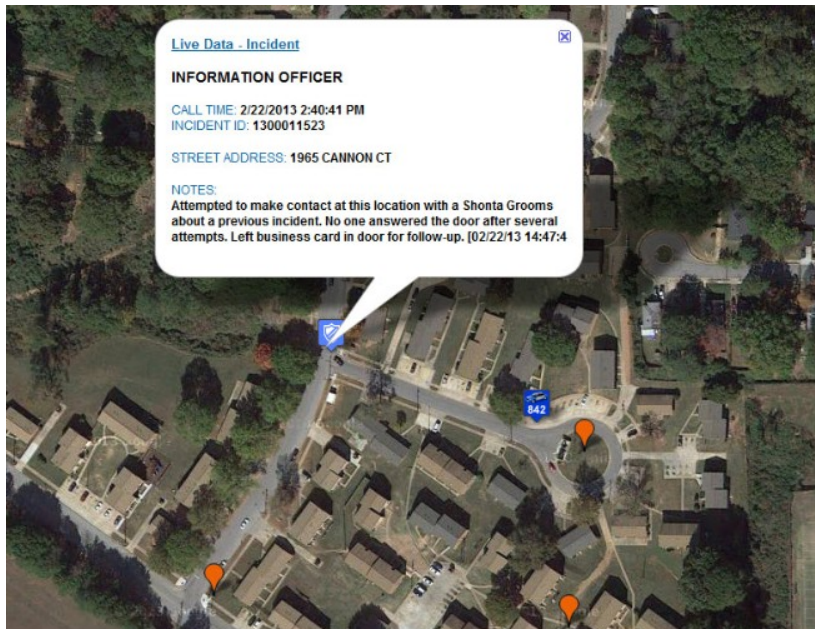 Live Data - Incident
INFORMATION OFFICER
CALL TIME: 2/22/2013 2:40:41 PM
INCIDENT ID: 1300011523
STREET ADDRESS: 1965 CANNON CT
NOTES:
Attempted to make contact at this location with a Shonta Grooms
about a previous incident. No one answered the door after several
attempts. Left business card in door for follow-up. [02/22/13 14:47:4
842